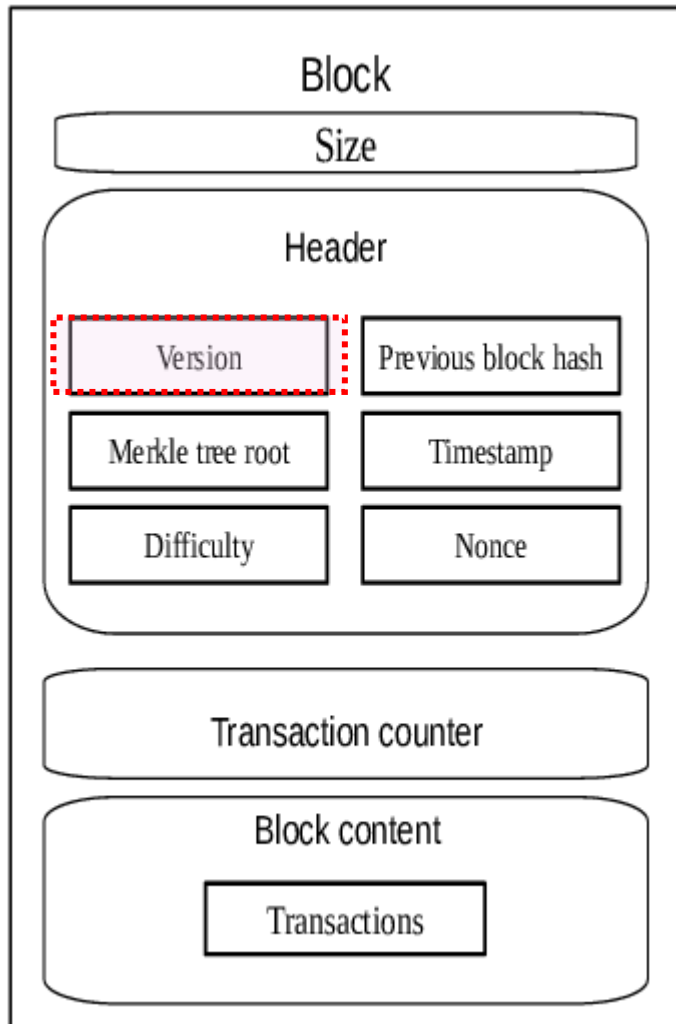 Block
Size
Header
Version
Previous block hash
Merkle tree root
Timestamp
Difficulty
Nonce
Transaction counter
Block content
Transactions